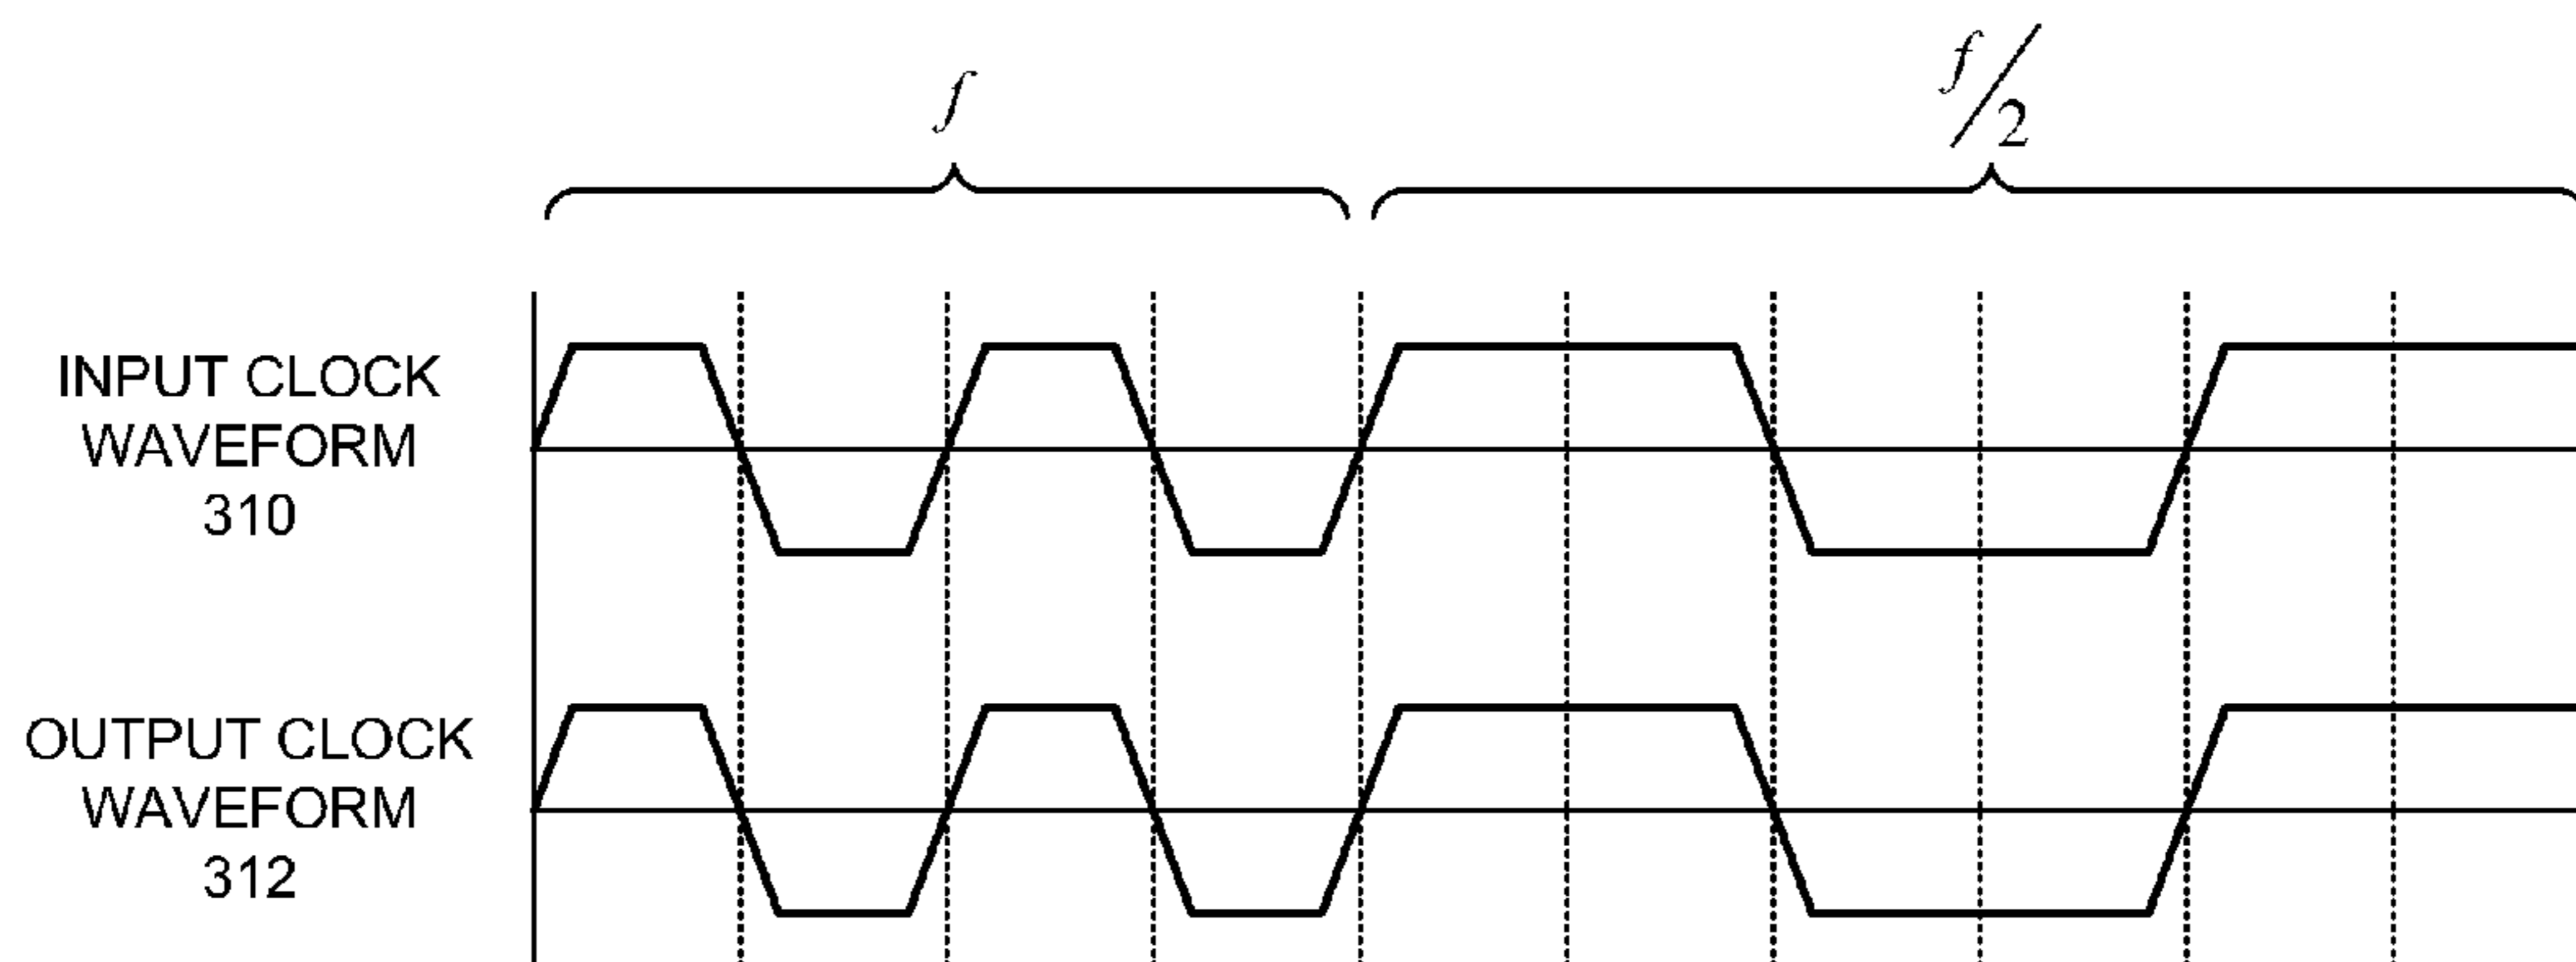 f
f/2
INPUT CLOCK
WAVEFORM
310
OUTPUT CLOCK
WAVEFORM
312